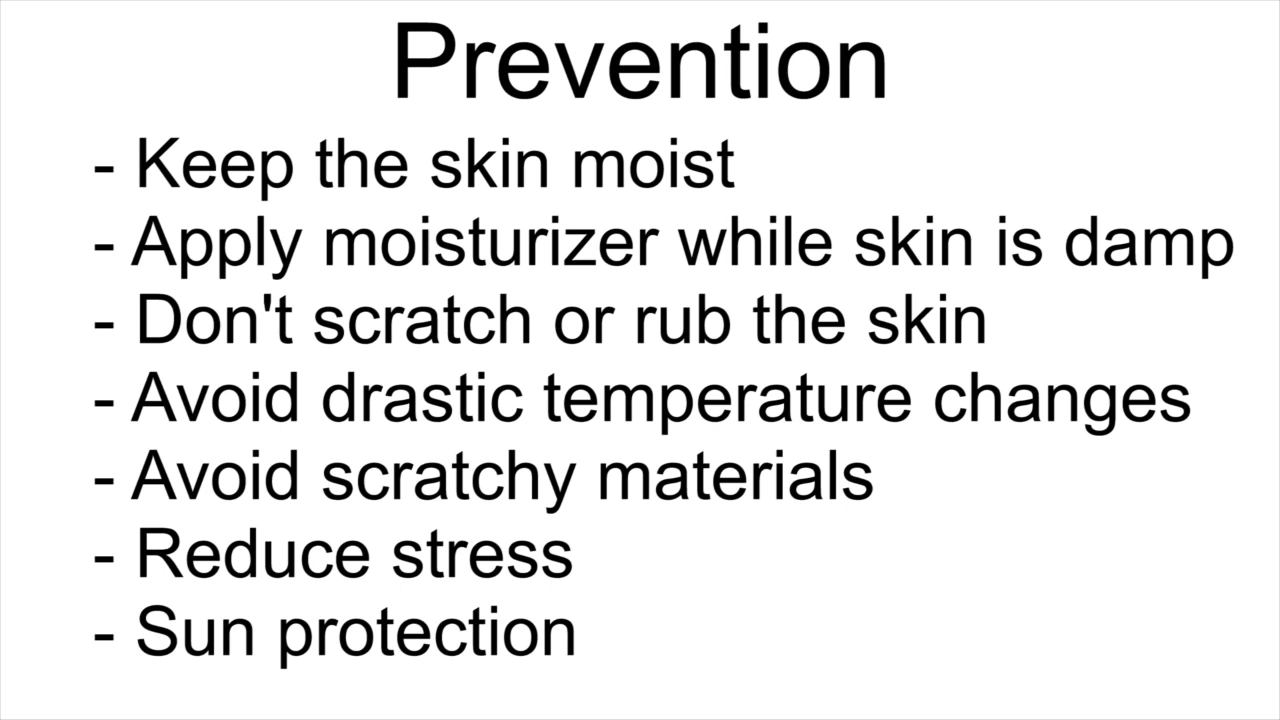 Prevention
- Keep the skin moist
- Apply moisturizer while skin is damp
- Don't scratch or rub the skin
- Avoid drastic temperature changes
- Avoid scratchy materials
- Reduce stress
- Sun protection